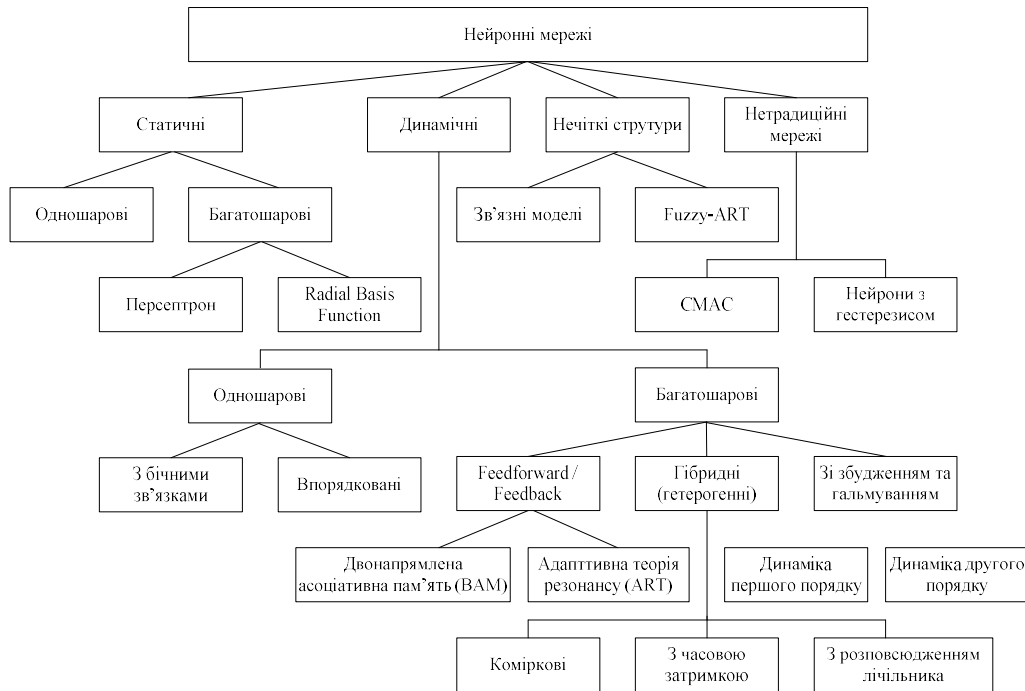 Нейронні мережі
Статичні
Динамічні
Нечіткі струтури
Нетрадиційні
мережі
Одношарові
Багатошарові
Зв’язні моделі
Fuzzy-ART
Персептрон
Radial Basis
Function
СМАС
Нейрони з
гестерезисом
Одношарові
Багатошарові
З бічними
зв’язками
Впорядковані
Feedforward /
Feedback
Гібридні
(гетерогенні)
Зі збудженням та
гальмуванням
Двонапрямлена
асоціативна пам’ять (BAM)
Адапттивна теорія
резонансу (ART)
Динаміка
першого порядку
Динаміка другого
порядку
Коміркові
З часовою
затримкою
З розповсюдженням
лічільника